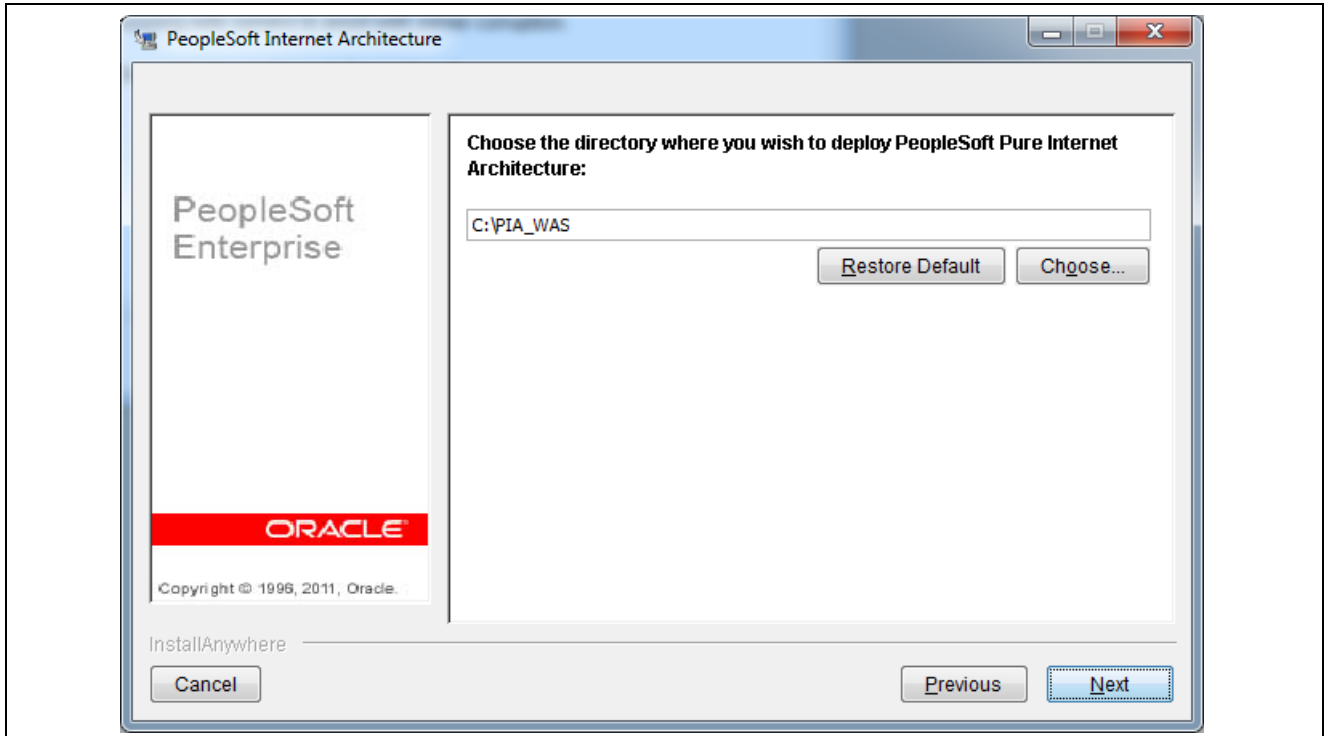 PeopleSoft Internet Architecture
PeopleSoft
Enterprise
ORACLE
Copyright © 1996, 2011, Oracle.
Choose the directory where you wish to deploy PeopleSoft Pure Internet
Architecture:
C:\PIA_WAS
Restore Default
Choose...
InstallAnywhere
Cancel
Previous
Next